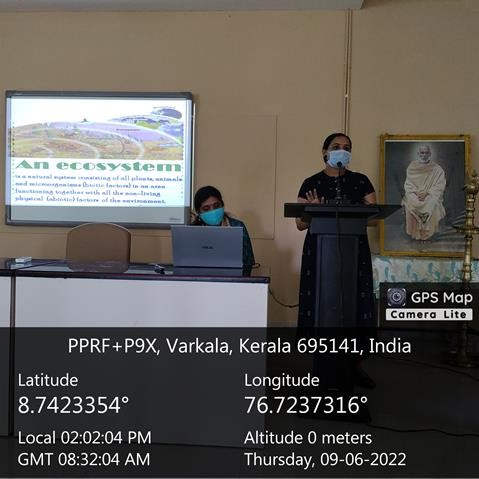 An ecosystem
is a natural system consisting of all plants, animals
and microorganisms (biotic factors) in an area
functioning together with all the non-living
physical (abiotic) factors of the environment.
ASUS
GPS Map
Camera Lite
PPRF+P9X, Varkala, Kerala 695141, India
Latitude
8.7423354°
Longitude
76.7237316°
Local 02:02:04 PM
GMT 08:32:04 AM
Altitude 0 meters
Thursday, 09-06-2022